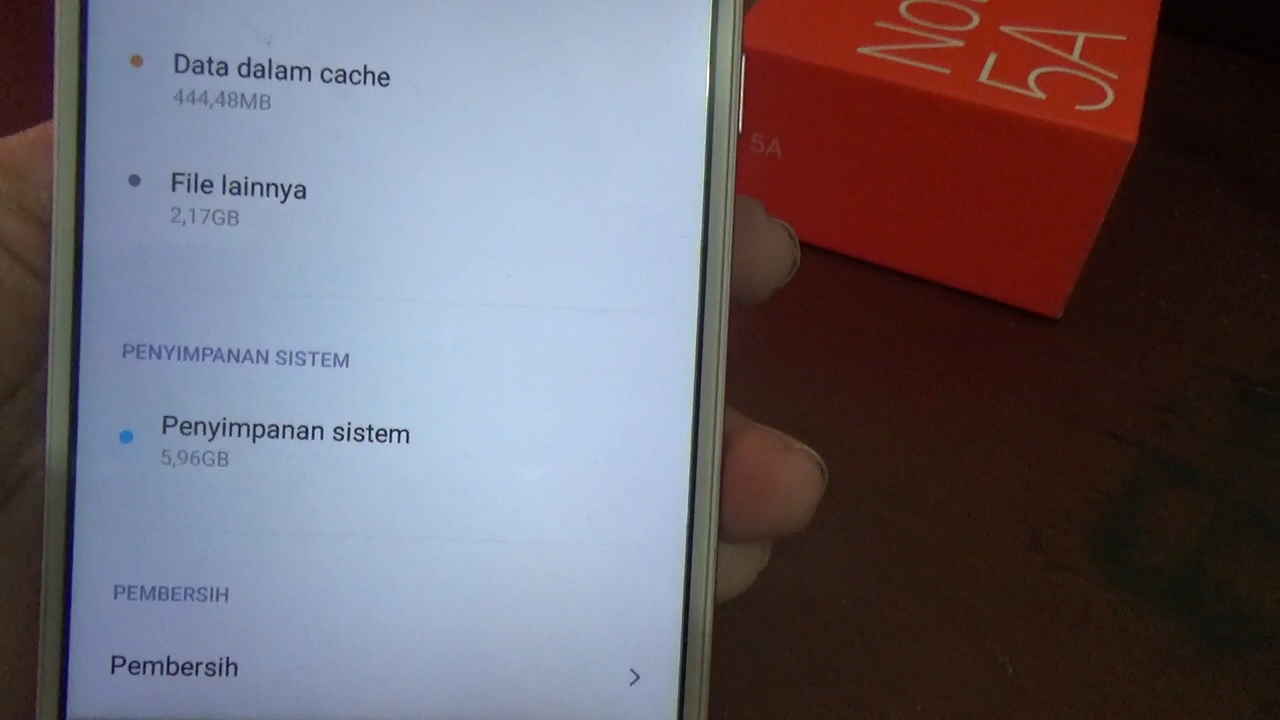 Data dalam cache
444,48MB
File lainnya
2,17GB
PENYIMPANAN SISTEM
Penyimpanan sistem
5,96GB
PEMBERSIH
Pembersih
5A
5A